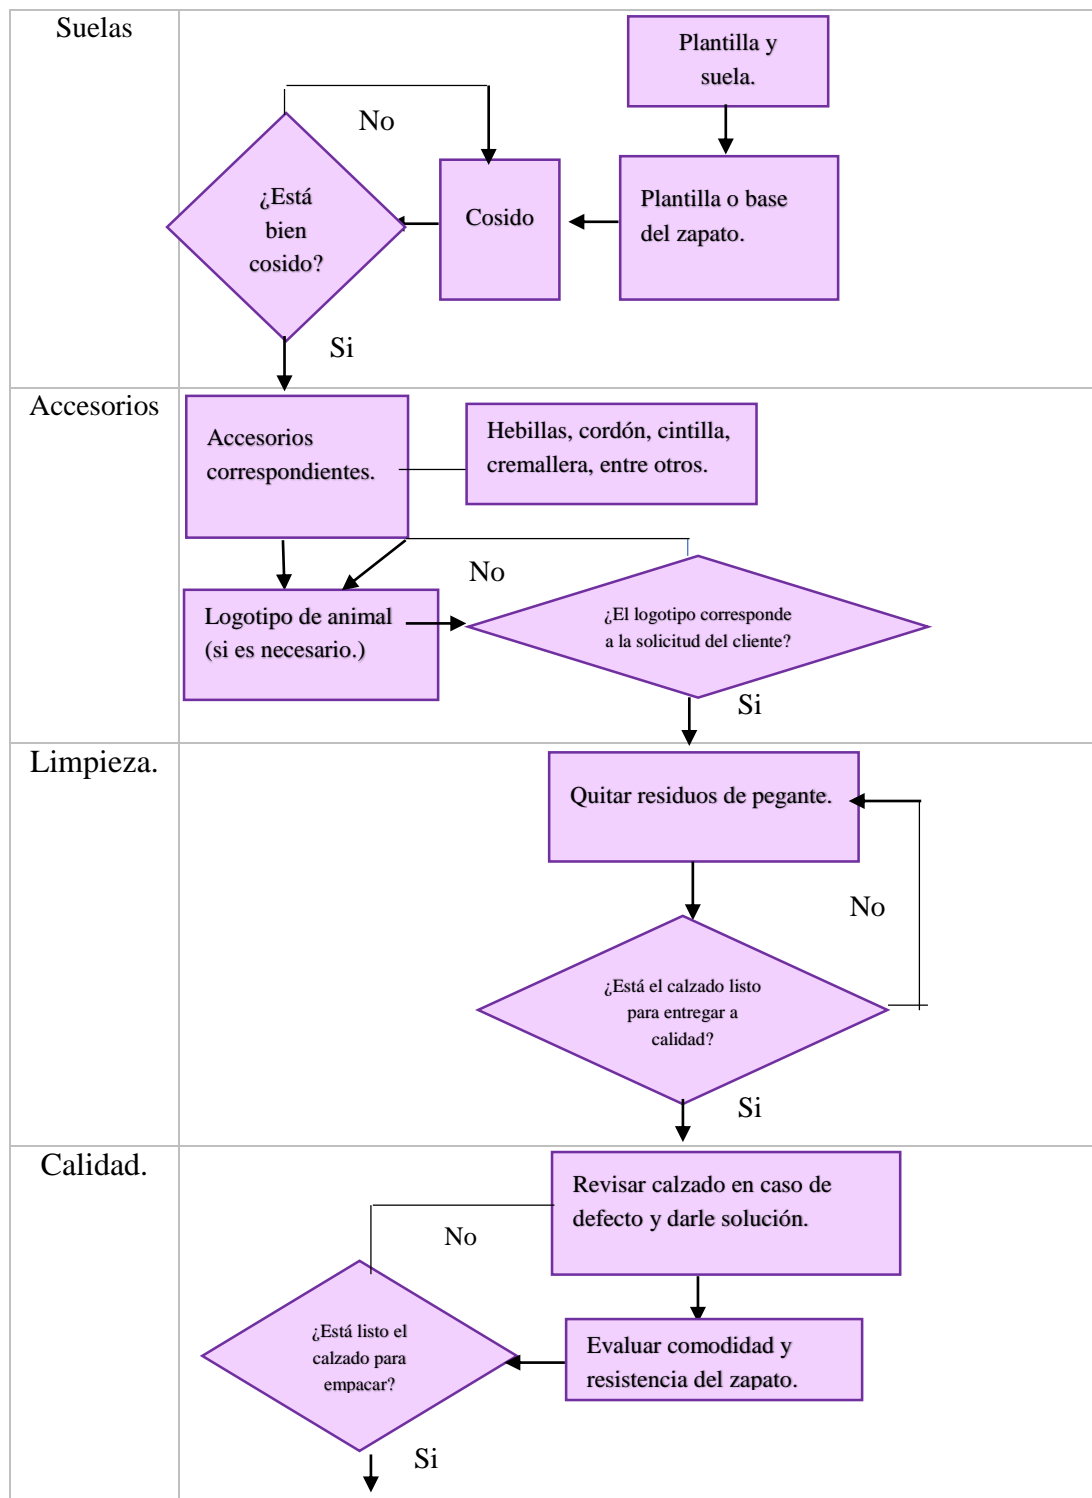 Suelas
Plantilla y
suela.
No
¿Está
bien
cosido?
Cosido
Plantilla o base
del zapato.
Si
Accesorios
Accesorios
correspondientes.
Hebillas, cordón, cintilla,
cremallera, entre otros.
No
Logotipo de animal
(si es necesario.)
¿El logotipo corresponde
a la solicitud del cliente?
Si
Limpieza.
Quitar residuos de pegante.
No
¿Está el calzado listo
para entregar a
calidad?
Si
Calidad.
Revisar calzado en caso de
defecto y darle solución.
No
¿Está listo el
calzado para
empacar?
Evaluar comodidad y
resistencia del zapato.
Si